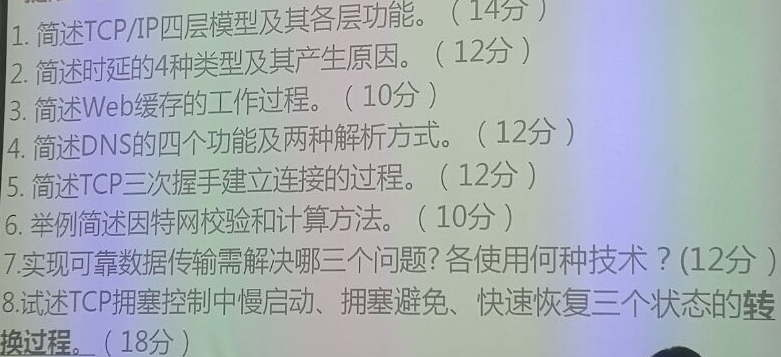 1. 简述TCP/IP四层模型及其各层功能。（14分）
2. 简述时延的4种类型及其产生原因。（12分）
3. 简述Web缓存的工作过程。（10分）
4. 简述DNS的四个功能及两种解析方式。（12分）
5. 简述TCP三次握手建立连接的过程。（12分）
6. 举例简述因特网校验和计算方法。（10分）
7.实现可靠数据传输需解决哪三个问题?各使用何种技术？(12分）
8.试述TCP拥塞控制中慢启动、拥塞避免、快速恢复三个状态的转
换过程。（18分）